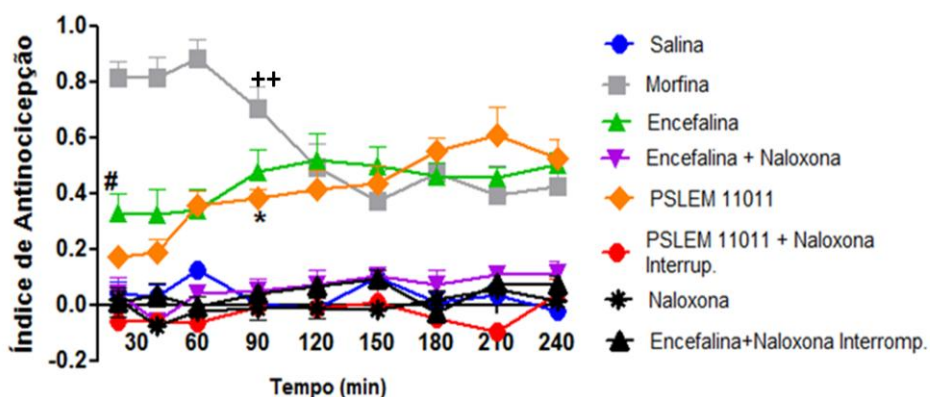 Índice de Antinocicepção
1.0
0.8
0.6
0.4
0.2
0.0
-0.2
++
#
*
30 60 90 120 150 180 210 240
Tempo (min)
Salina
Morfina
Encefalina
Encefalina + Naloxona
PSLEM 11011
PSLEM 11011 + Naloxona
Interrup.
Naloxona
Encefalina+Naloxona Interromp.